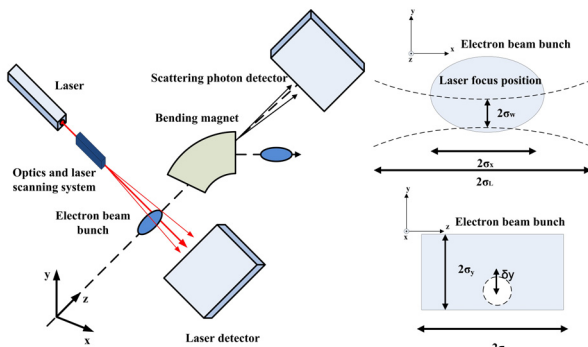 Laser
Scattering photon detector
Bending magnet
Optics and laser
scanning system
Electron beam
bunch
Laser detector
y
z
x
y
x
z
Electron beam bunch
Laser focus position
2σw
2σx
2σL
y
z
x
Electron beam bunch
2σy
δy